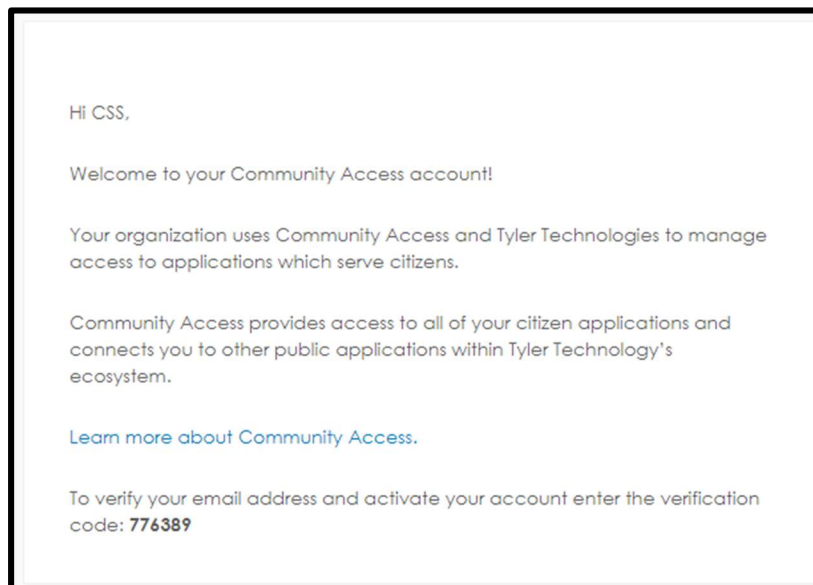 Hi CSS,
Welcome to your Community Access account!
Your organization uses Community Access and Tyler Technologies to manage
access to applications which serve citizens.
Community Access provides access to all of your citizen applications and
connects you to other public applications within Tyler Technology's
ecosystem.
Learn more about Community Access.
To verify your email address and activate your account enter the verification
code: 776389